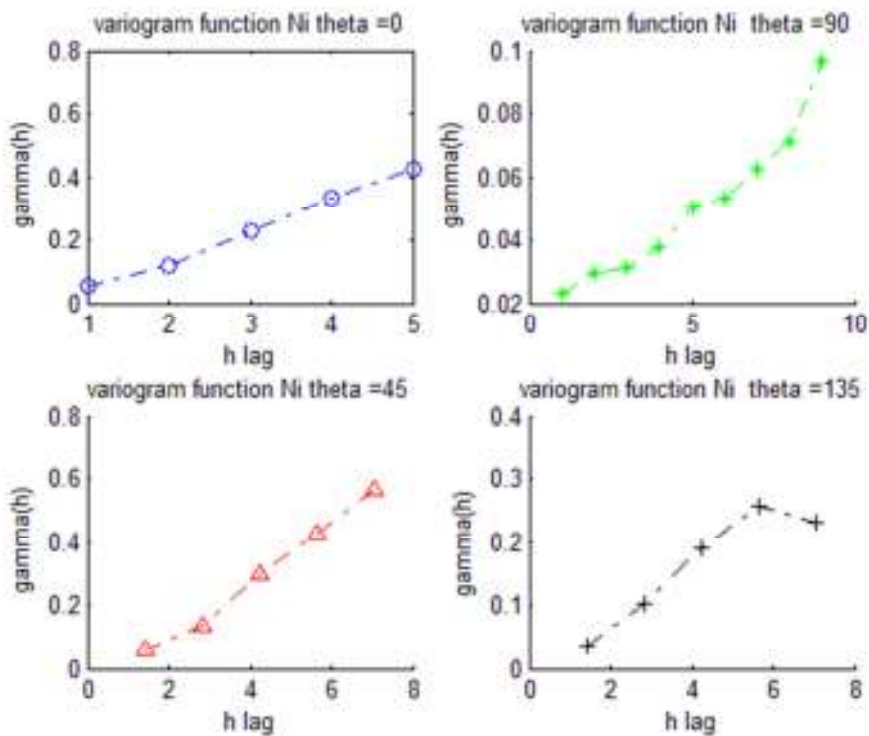 variogram function Ni theta =0
0.8
0.6
0.4
0.2
0
gamma(h)
1 2 3 4 5
h lag
variogram function Ni theta =90
0.1
0.08
0.06
0.04
0.02
gamma(h)
0 5 10
h lag
variogram function Ni theta =45
0.8
0.6
0.4
0.2
0
gamma(h)
0 2 4 6 8
h lag
variogram function Ni theta =135
0.4
0.3
0.2
0.1
0
gamma(h)
0 2 4 6 8
h lag